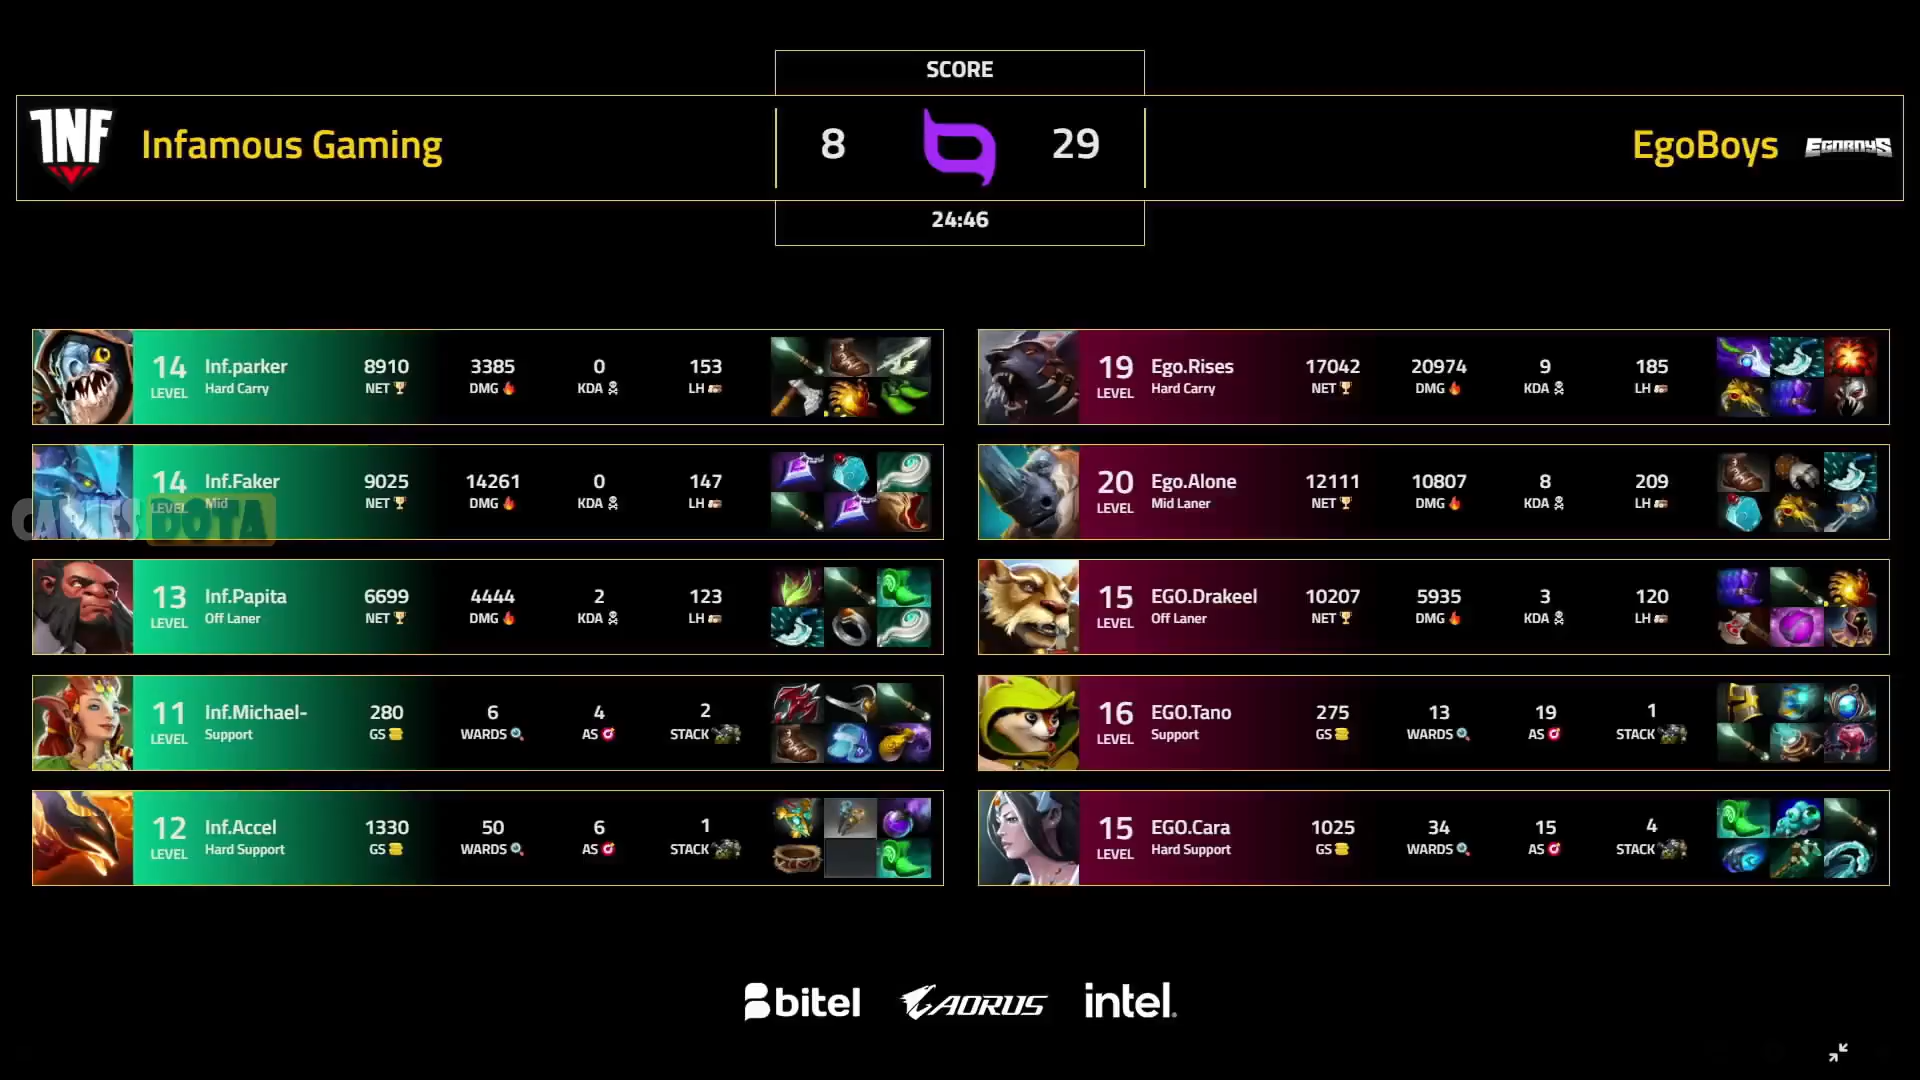 SCORE
INF
Infamous Gaming
8
29
EgoBoys
EGOBOYS
24:46
14
LEVEL
Inf.parker
Hard Carry
8910
NET
3385
DMG
0
KDA
153
LH
14
LEVEL
Inf.Faker
Mid
9025
NET
14261
DMG
0
KDA
147
LH
DOTA
13
LEVEL
Inf.Papita
Off Laner
6699
NET
4444
DMG
2
KDA
123
LH
11
LEVEL
Inf.Michael-
Support
280
GS
6
WARDS
4
AS
2
STACK
12
LEVEL
Inf.Accel
Hard Support
1330
GS
50
WARDS
6
AS
1
STACK
19
LEVEL
Ego.Rises
Hard Carry
17042
NET
20974
DMG
9
KDA
185
LH
20
LEVEL
Ego.Alone
Mid Laner
12111
NET
10807
DMG
8
KDA
209
LH
15
LEVEL
EGO.Drakeel
Off Laner
10207
NET
5935
DMG
3
KDA
120
LH
16
LEVEL
EGO.Tano
Support
275
GS
13
WARDS
19
AS
1
STACK
15
LEVEL
EGO.Cara
Hard Support
1025
GS
34
WARDS
15
AS
4
STACK
bitel
AORUS
intel.